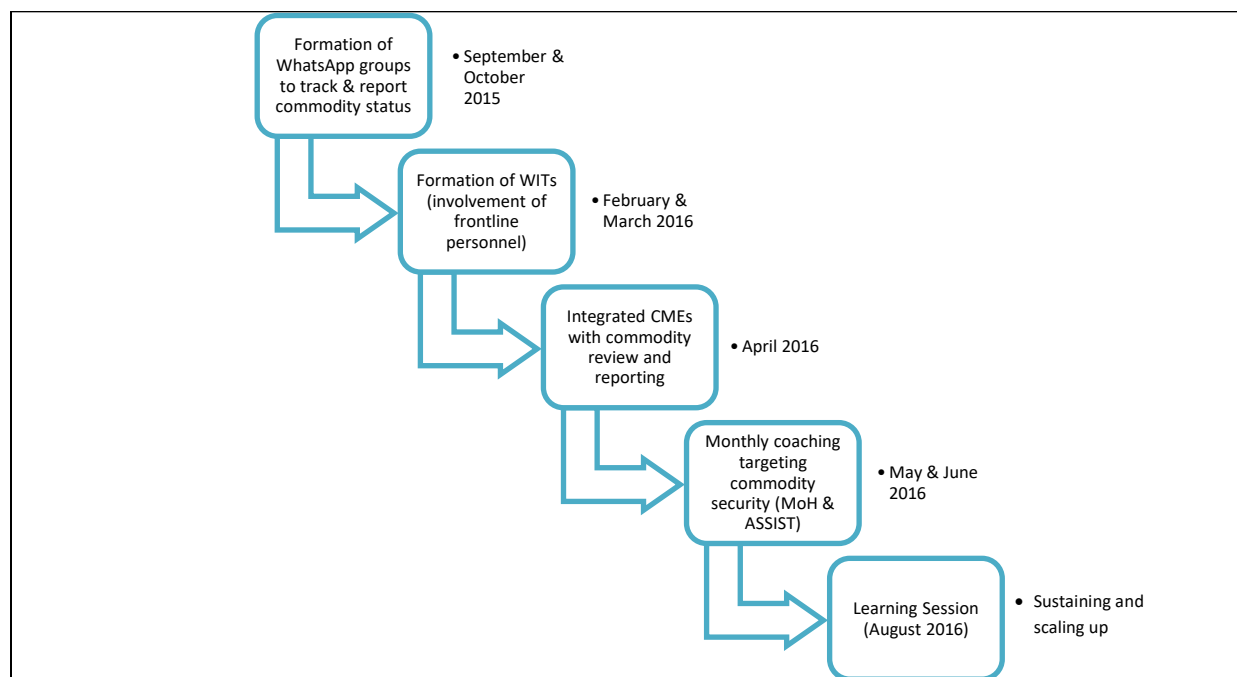 Formation of
WhatsApp groups
to track & report
commodity status
• September &
October
2015
Formation of WITs
(involvement of
frontline
personnel)
• February &
March 2016
Integrated CMEs
with commodity
review and
reporting
• April 2016
Monthly coaching
targeting
commodity
security (MoH &
ASSIST)
• May & June
2016
Learning Session
(August 2016)
• Sustaining and
scaling up